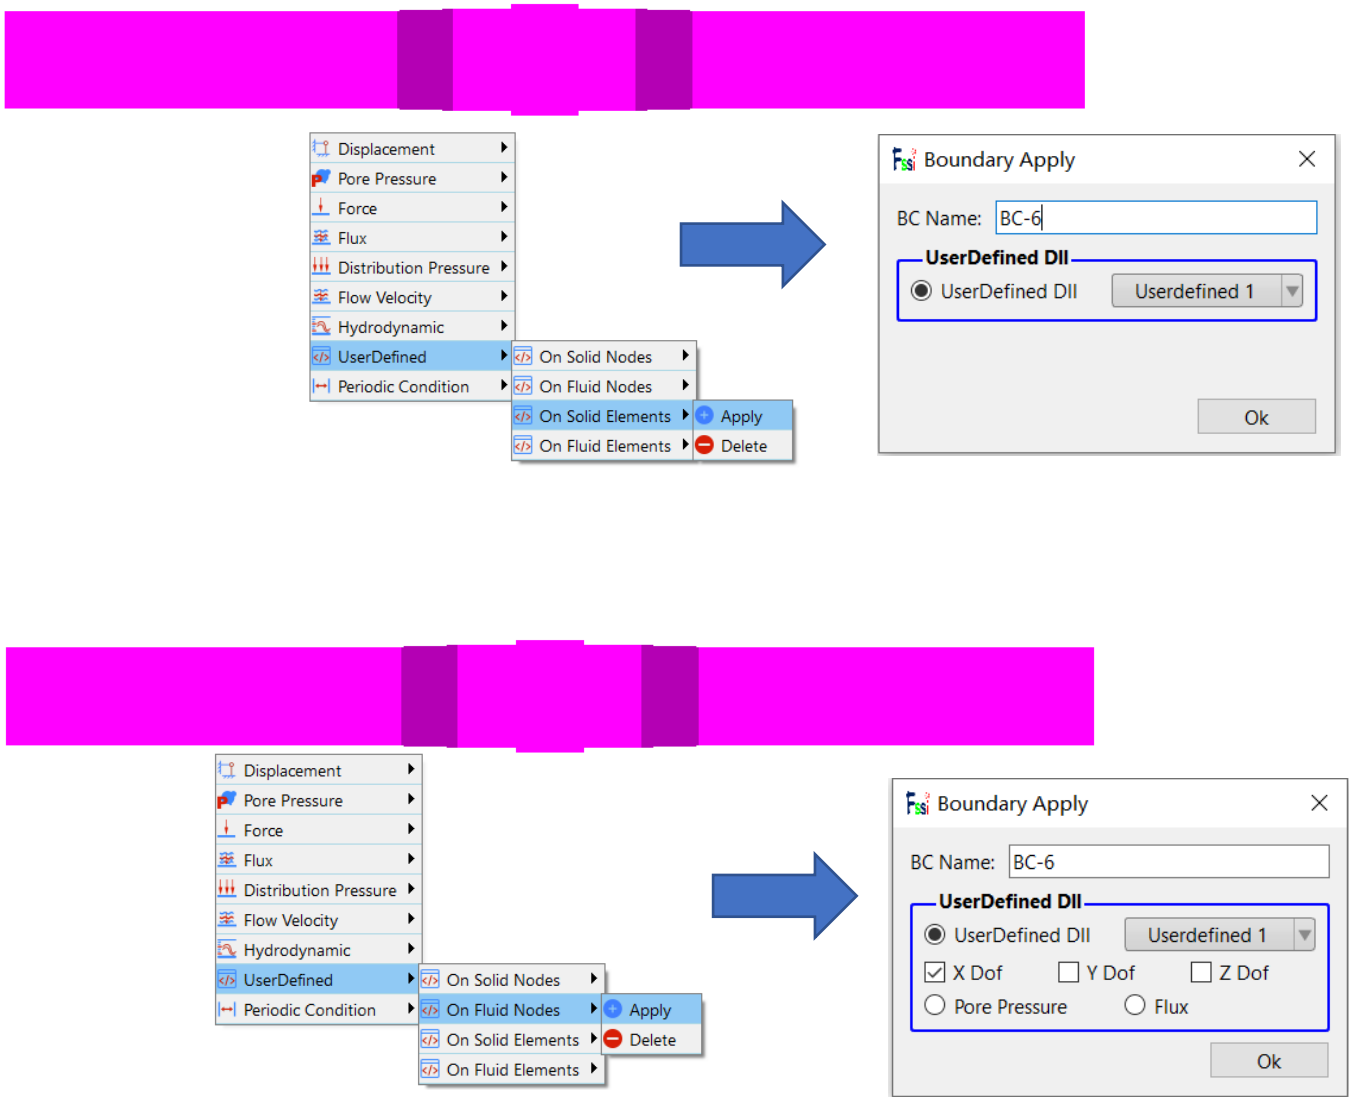 Displacement
Pore Pressure
Force
Flux
Distribution Pressure
Flow Velocity
Hydrodynamic
UserDefined
Periodic Condition
On Solid Nodes
On Fluid Nodes
On Solid Elements
On Fluid Elements
Apply
Delete
Fssi Boundary Apply
BC Name: BC-6
UserDefined Dll
UserDefined Dll Userdefined 1
Ok
Displacement
Pore Pressure
Force
Flux
Distribution Pressure
Flow Velocity
Hydrodynamic
UserDefined
Periodic Condition
On Solid Nodes
On Fluid Nodes
On Solid Elements
On Fluid Elements
Apply
Delete
Fssi Boundary Apply
BC Name: BC-6
UserDefined Dll
UserDefined Dll Userdefined 1
X Dof Y Dof Z Dof
Pore Pressure Flux
Ok